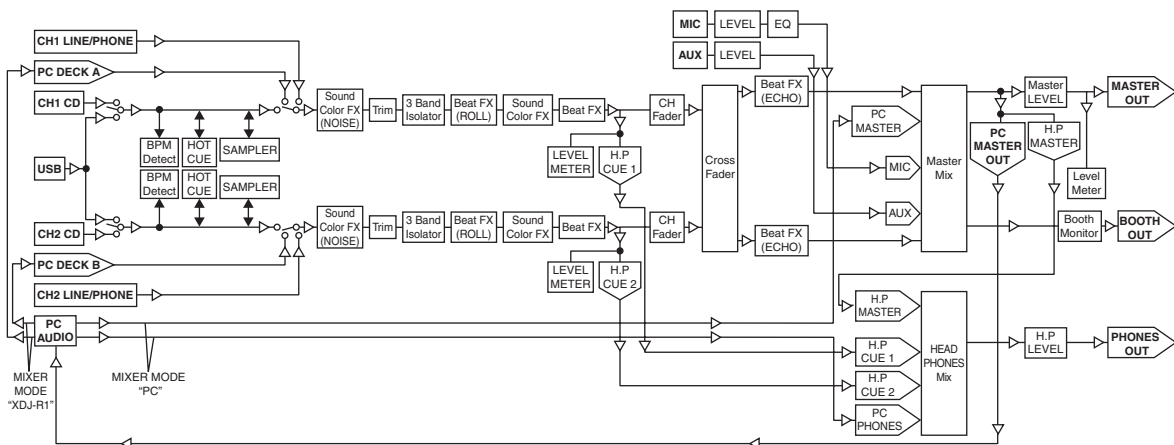 CH1 LINE/PHONE
PC DECK A
CH1 CD
USB
CH2 CD
PC DECK B
CH2 LINE/PHONE
PC
AUDIO
MIXER
MODE
“XDJ-R1”
MIXER MODE
“PC”
BPM
Detect
HOT
CUE
SAMPLER
BPM
Detect
HOT
CUE
SAMPLER
Sound
Color FX
(NOISE)
Trim
3 Band
Isolator
Beat FX
(ROLL)
Sound
Color FX
Beat FX
LEVEL
METER
H.P
CUE 1
CH
Fader
Sound
Color FX
(NOISE)
Trim
3 Band
Isolator
Beat FX
(ROLL)
Sound
Color FX
Beat FX
LEVEL
METER
H.P
CUE 2
CH
Fader
Cross
Fader
MIC
LEVEL
EQ
AUX
LEVEL
Beat FX
(ECHO)
PC
MASTER
MIC
AUX
Beat FX
(ECHO)
Master
Mix
Master
LEVEL
MASTER
OUT
PC
MASTER
OUT
H.P
MASTER
Level
Meter
Booth
Monitor
BOOTH
OUT
H.P
MASTER
H.P
CUE 1
H.P
CUE 2
PC
PHONES
HEAD
PHONES
Mix
H.P
LEVEL
PHONES
OUT